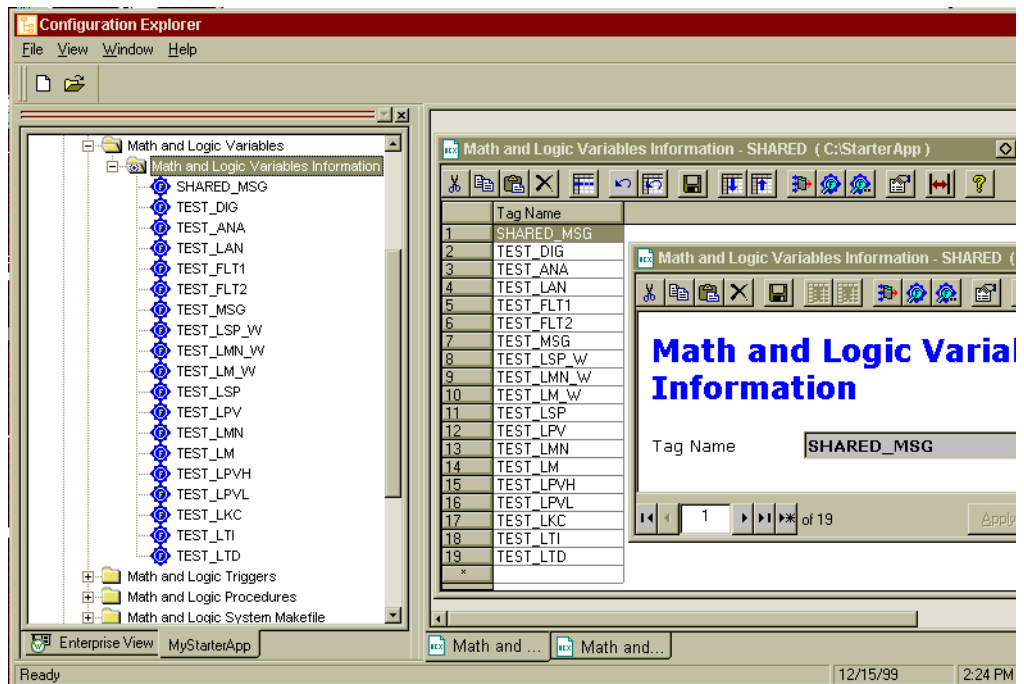 Configuration Explorer
File View Window Help
Math and Logic Variables
Math and Logic Variables Information
SHARED_MSG
TEST_DIG
TEST_ANA
TEST_LAN
TEST_FLT1
TEST_FLT2
TEST_MSG
TEST_LSP_W
TEST_LMN_W
TEST_LM_W
TEST_LSP
TEST_LPV
TEST_LMN
TEST_LM
TEST_LPVH
TEST_LPVL
TEST_LKC
TEST_LTI
TEST_LTD
Math and Logic Triggers
Math and Logic Procedures
Math and Logic System Makefile
Enterprise View MyStarterApp
Math and Logic Variables Information - SHARED ( C:\StarterApp )
Tag Name
1 SHARED_MSG
2 TEST_DIG
3 TEST_ANA
4 TEST_LAN
5 TEST_FLT1
6 TEST_FLT2
7 TEST_MSG
8 TEST_LSP_W
9 TEST_LMN_W
10 TEST_LM_W
11 TEST_LSP
12 TEST_LPV
13 TEST_LMN
14 TEST_LM
15 TEST_LPVH
16 TEST_LPVL
17 TEST_LKC
18 TEST_LTI
19 TEST_LTD
*
Math and Logic Variables Information - SHARED (
Math and Logic Varial
Information
Tag Name SHARED_MSG
1 of 19 Apply
Math and ... Math and...
Ready 12/15/99 2:24 PM